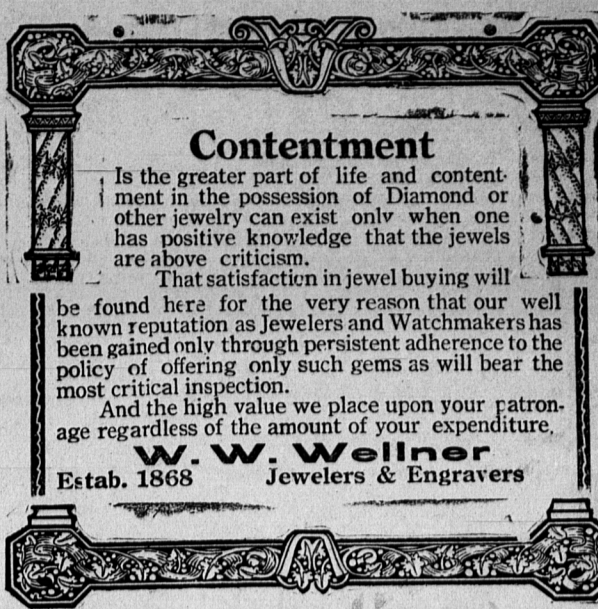 Contentment
Is the greater part of life and content-
ment in the possession of Diamond or
other jewelry can exist only when one
has positive knowledge that the jewels
are above criticism.
That satisfaction in jewel buying will
be found here for the very reason that our well
known reputation as Jewelers and Watchmakers has
been gained only through persistent adherence to the
policy of offering only such gems as will bear the
most critical inspection.
And the high value we place upon your patron-
age regardless of the amount of your expenditure.
W. W. Wellner
Estab. 1868 Jewelers & Engravers